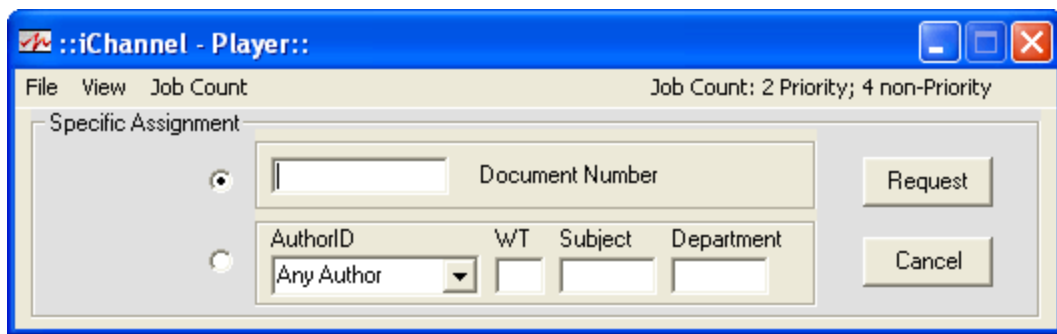 ::iChannel - Player::
File View Job Count Job Count: 2 Priority; 4 non-Priority
Specific Assignment
Document Number Request
AuthorID WT Subject Department
Any Author Cancel